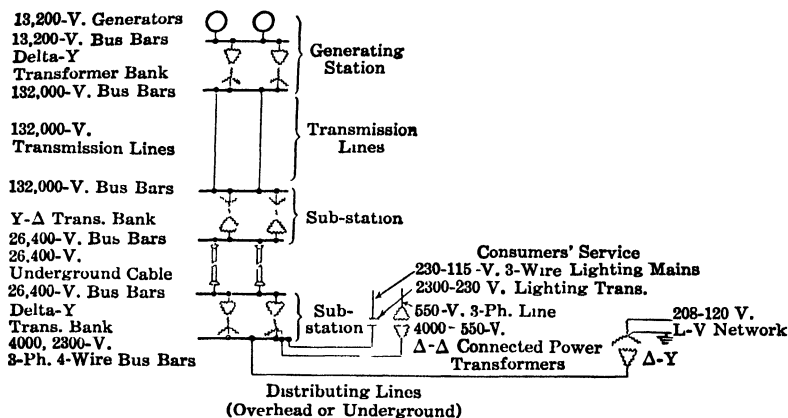 13,200-V. Generators
13,200-V. Bus Bars
Delta-Y
Transformer Bank
132,000-V. Bus Bars
Generating
Station
132,000-V.
Transmission Lines
Transmission
Lines
132,000-V. Bus Bars
Y-Δ Trans. Bank
26,400-V. Bus Bars
Sub-station
26,400-V.
Underground Cable
26,400-V. Bus Bars
Delta-Y
Trans. Bank
4000, 2300-V.
3-Ph. 4-Wire Bus Bars
Sub-
station
Consumers' Service
230-115-V. 3-Wire Lighting Mains
2300-230 V. Lighting Trans.
550-V. 3-Ph. Line
4000-550-V.
Δ-Δ Connected Power
Transformers
208-120 V.
L-V Network
Δ-Y
Distributing Lines
(Overhead or Underground)